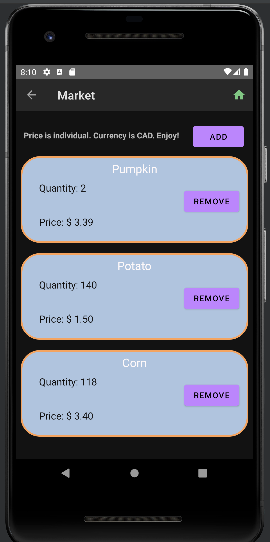 8:10
Market
Price is individual. Currency is CAD. Enjoy!
ADD
Pumpkin
Quantity: 2
REMOVE
Price: $ 3.39
Potato
Quantity: 140
REMOVE
Price: $ 1.50
Corn
Quantity: 118
REMOVE
Price: $ 3.40